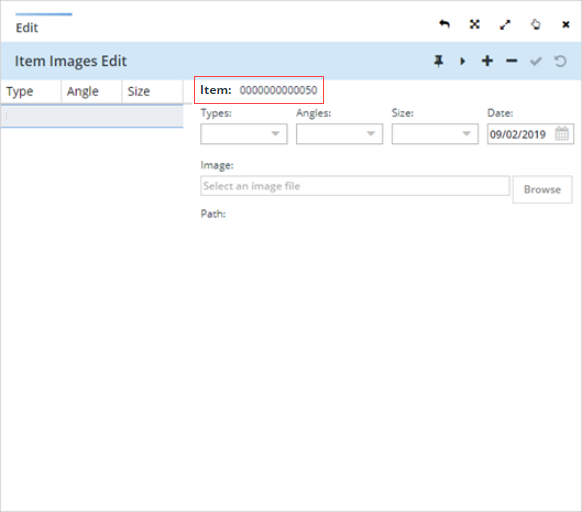 Edit
Item Images Edit
Type Angle Size
Item: 0000000000050
Types: Angles: Size: Date:
09/02/2019
Image:
Select an image file
Browse
Path: